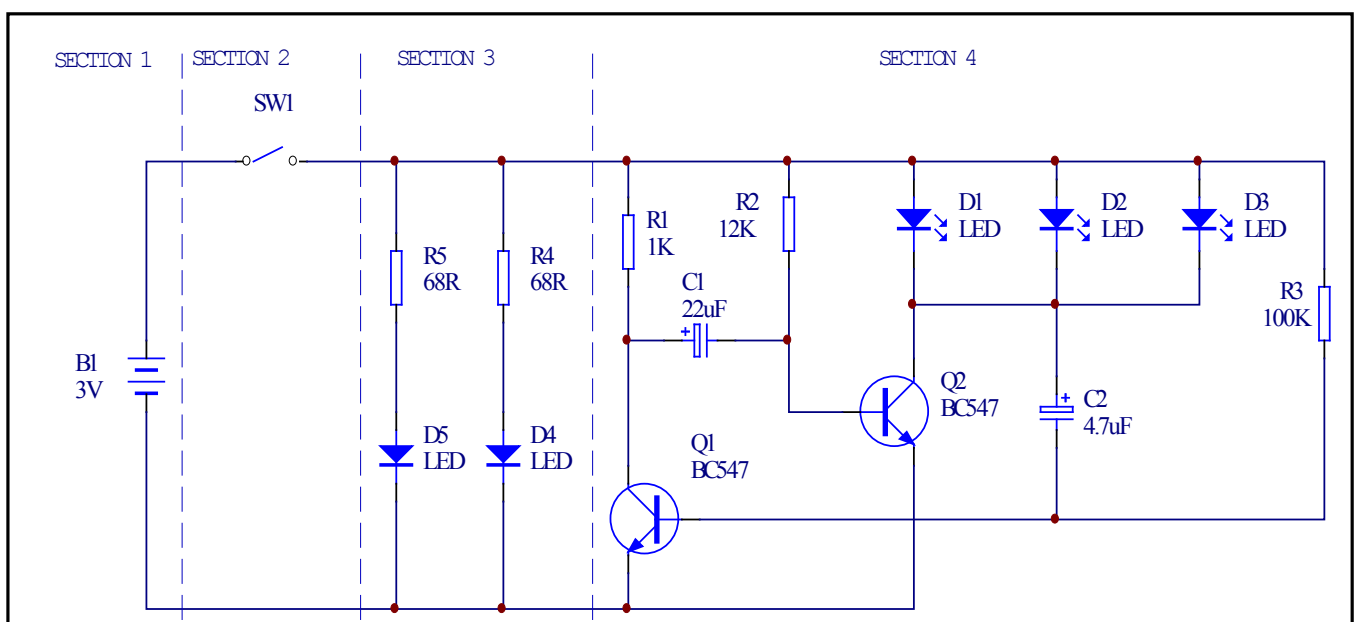 SECTION 1
SECTION 2
SECTION 3
SECTION 4
SW1
R1
1K
R2
12K
D1
LED
D2
LED
D3
LED
R5
68R
R4
68R
C1
22uF
+
R3
100K
B1
3V
Q2
BC547
+
C2
4.7uF
D5
LED
D4
LED
Q1
BC547